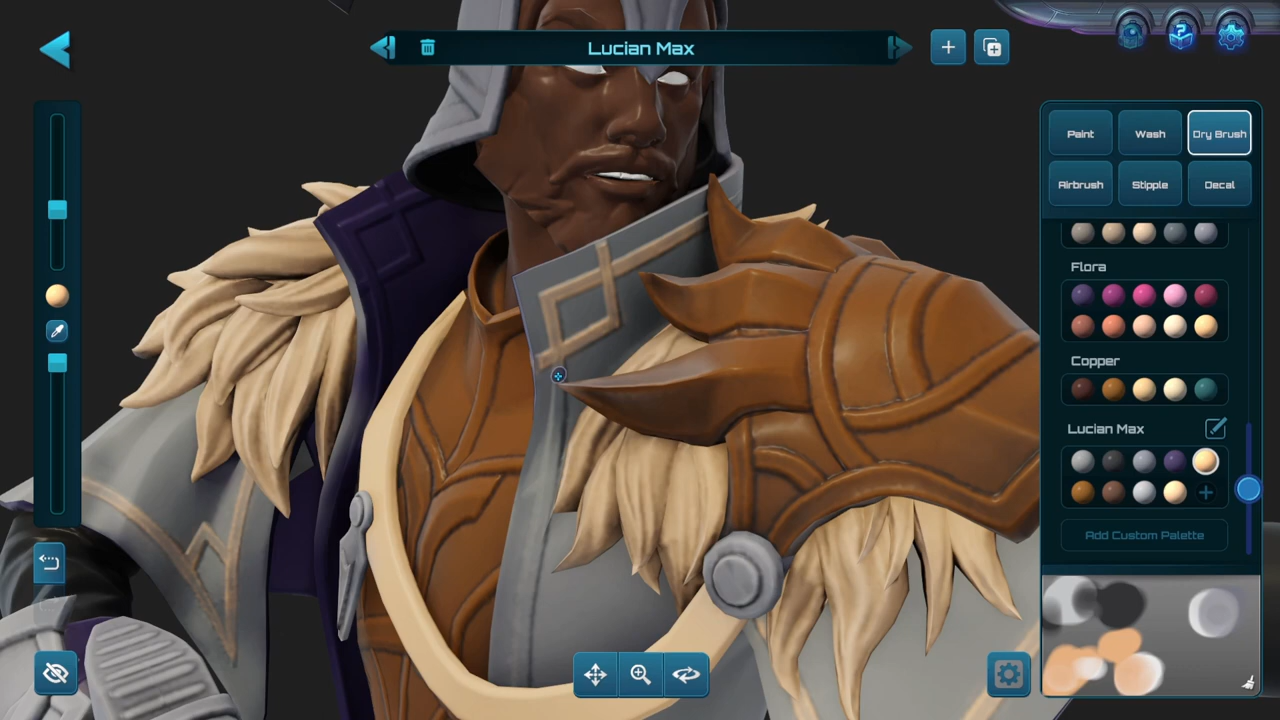 Lucian Max
Paint
Wash
Dry Brush
Airbrush
Stipple
Decal
Flora
Copper
Lucian Max
Add Custom Palette